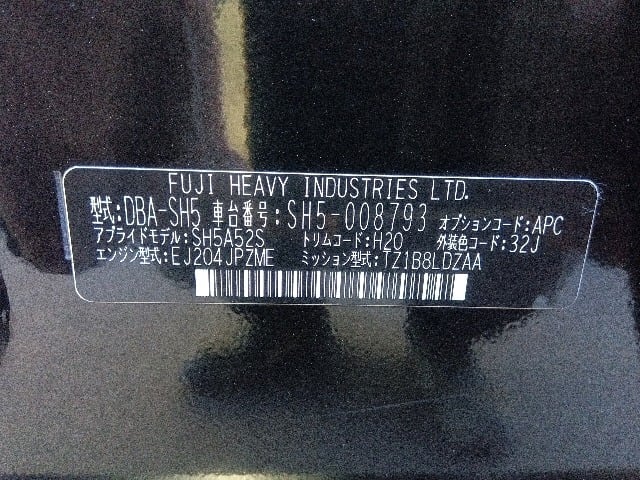 FUJI HEAVY INDUSTRIES LTD.
型式:DBA-SH5 車台番号:SH5-008793 オプションコード:APC
アプライドモデル:SH5A52S トリムコード:H20 外装色コード:32J
エンジン型式:EJ204JPZME ミッション型式:TZ1B8LDZAA